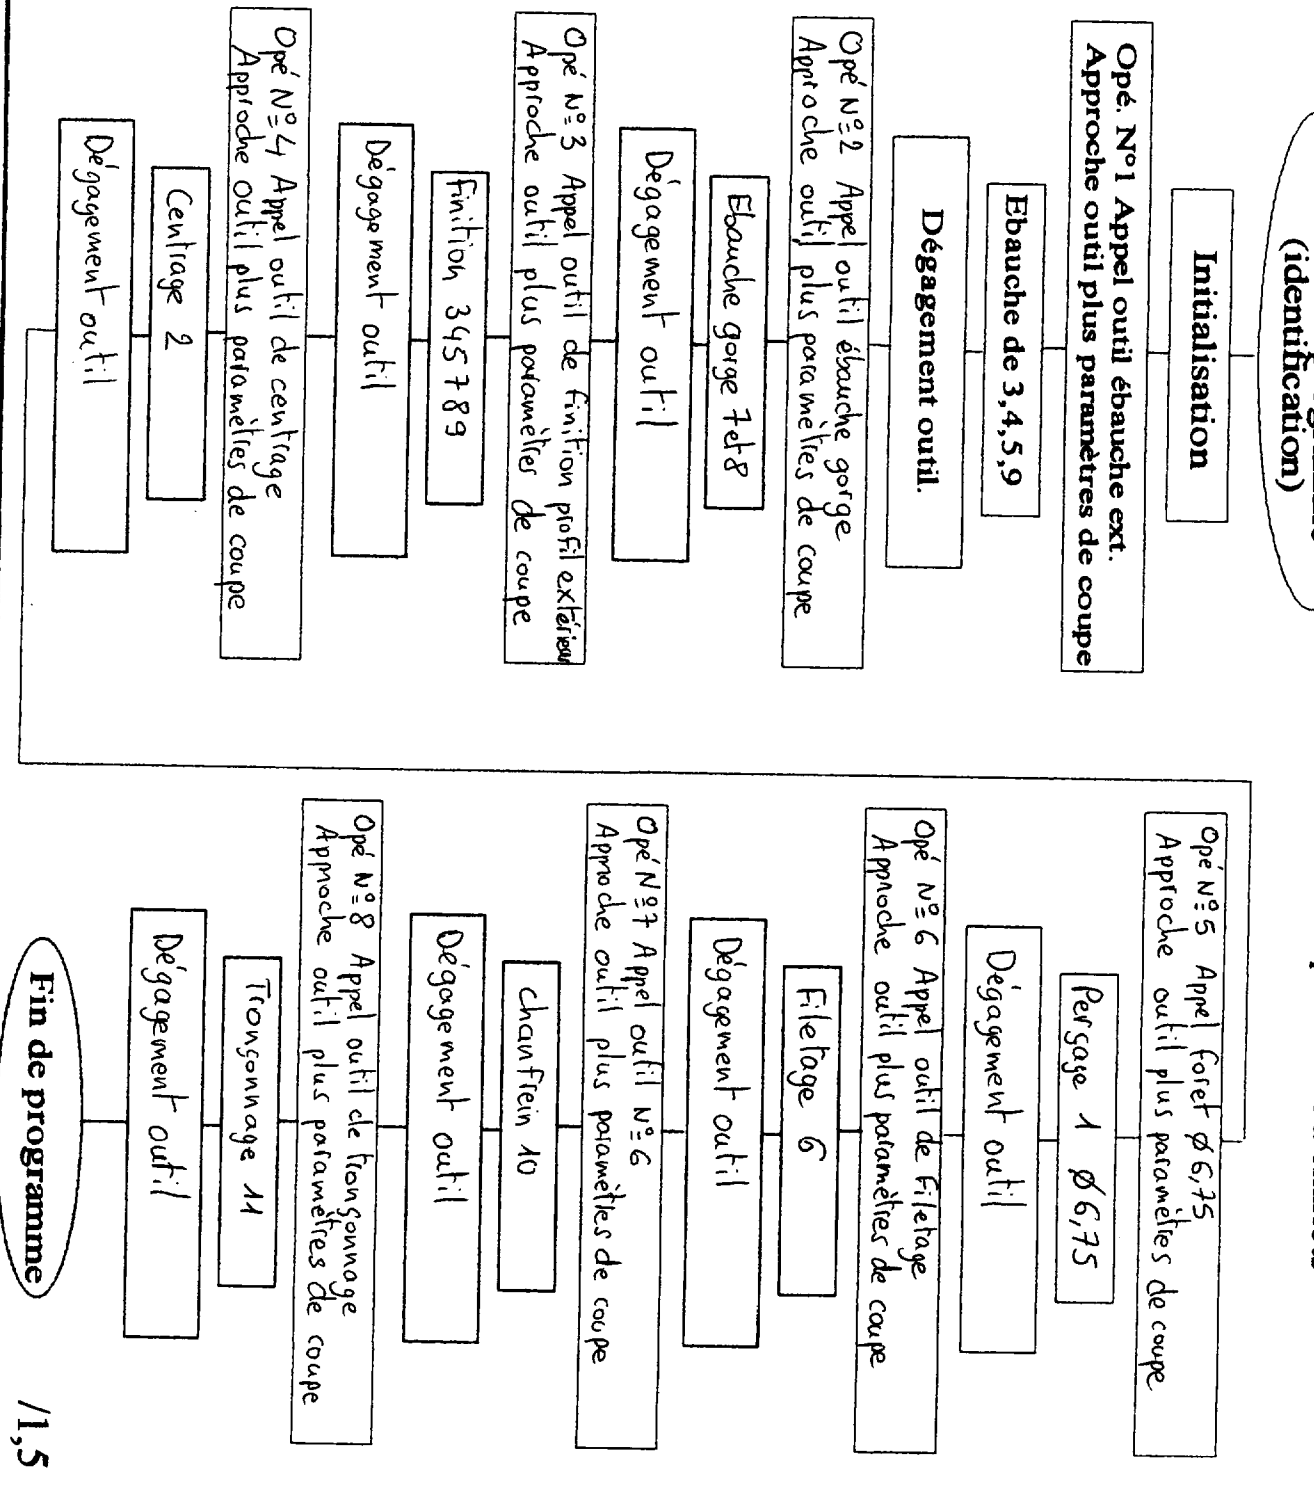 (identification)
Initialisation
Opé. N°1 Appel outil ébauche ext.
Approche outil plus paramètres de coupe
Ebauche de 3,4,5,9
Dégagement outil.
Opé N°2 Appel outil ébauche gorge
Approche outil plus paramètres de coupe
Ebauche gorge 7et8
Dégagement outil
Opé N°3 Appel outil de finition profil extérieur
Approche outil plus paramètres de coupe
finition 345789
Dégagement outil
Opé N°4 Appel outil de centrage
Approche outil plus paramètres de coupe
Centrage 2
Dégagement outil
Opé N°5 Appel foret Ø 6,75
Approche outil plus paramètres de coupe
Perçage 1 Ø6,75
Dégagement outil
Opé N°6 Appel outil de Filetage
Approche outil plus paramètres de coupe
Filetage 6
Dégagement outil
Opé N°7 Appel outil N°6
Approche outil plus paramètres de coupe
chanfrein 10
Dégagement outil
Opé N°8 Appel outil de tronçonnage
Approche outil plus paramètres de coupe
Tronçonnage 11
Dégagement outil
Fin de programme
/1,5